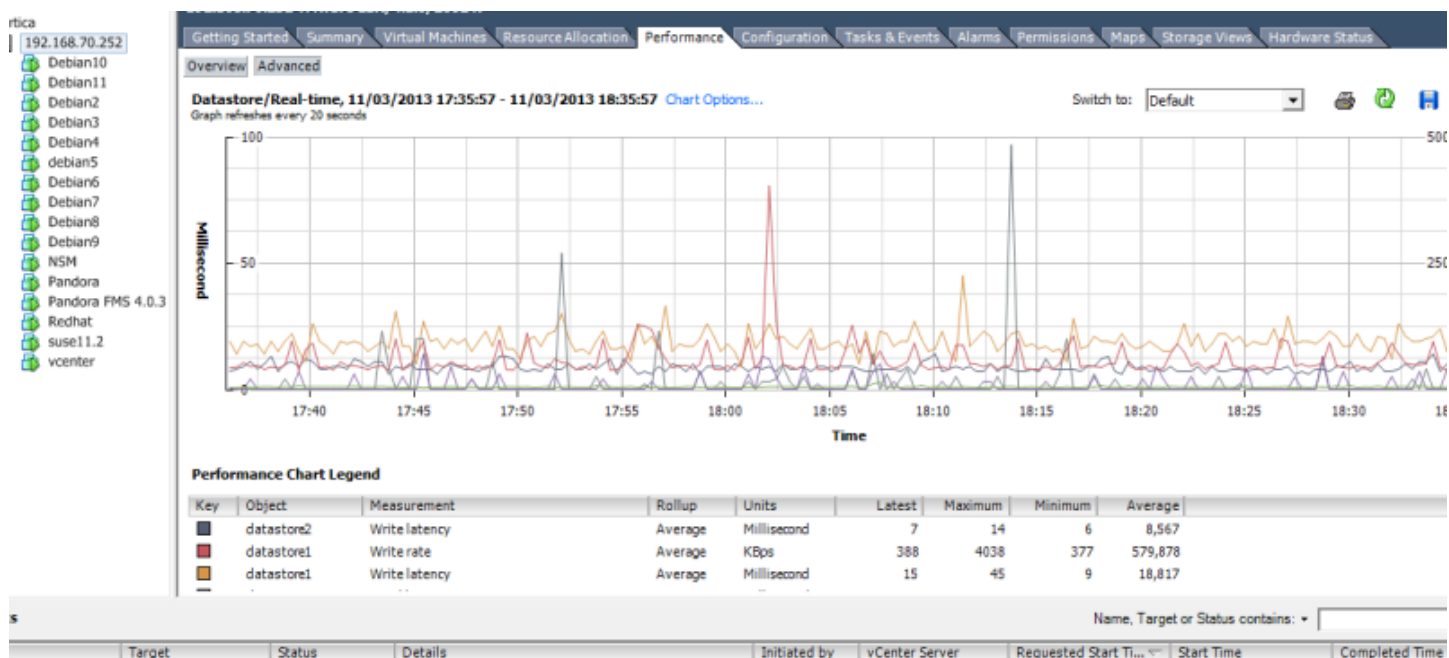 rtica
192.168.70.252
Debian10
Debian11
Debian2
Debian3
Debian4
debian5
Debian6
Debian7
Debian8
Debian9
NSM
Pandora
Pandora FMS 4.0.3
Redhat
suse11.2
vcenter
Getting Started Summary Virtual Machines Resource Allocation Performance Configuration Tasks & Events Alarms Permissions Maps Storage Views Hardware Status
Overview Advanced
Datastore/Real-time, 11/03/2013 17:35:57 - 11/03/2013 18:35:57 Chart Options... Switch to: Default
Graph refreshes every 20 seconds
100 500
Millisecond
50 250
0
17:40 17:45 17:50 17:55 18:00 18:05 18:10 18:15 18:20 18:25 18:30 18
Time
Performance Chart Legend
Key Object Measurement Rollup Units Latest Maximum Minimum Average
datastore2 Write latency Average Millisecond 7 14 6 8,567
datastore1 Write rate Average KBps 388 4038 377 579,878
datastore1 Write latency Average Millisecond 15 45 9 18,817
s Name, Target or Status contains:
Target Status Details Initiated by vCenter Server Requested Start Ti... Start Time Completed Time